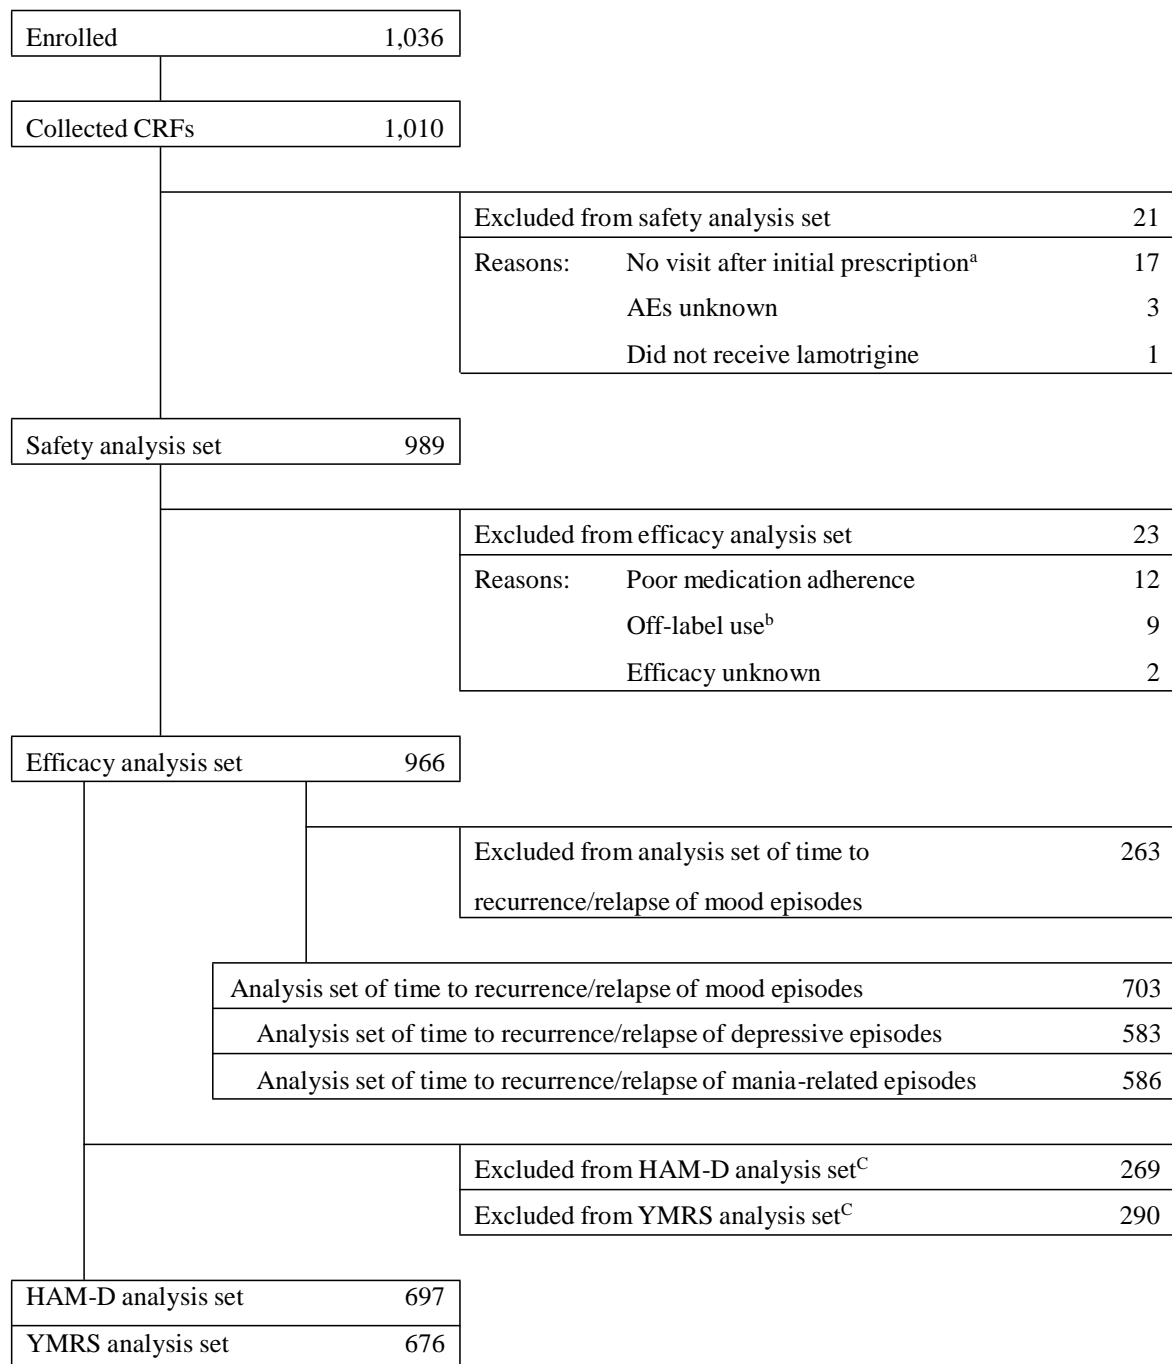 Enrolled 1,036
Collected CRFs 1,010
Excluded from safety analysis set 21
Reasons: No visit after initial prescriptionᵃ 17
AEs unknown 3
Did not receive lamotrigine 1
Safety analysis set 989
Excluded from efficacy analysis set 23
Reasons: Poor medication adherence 12
Off-label useᵇ 9
Efficacy unknown 2
Efficacy analysis set 966
Excluded from analysis set of time to 263
recurrence/relapse of mood episodes
Analysis set of time to recurrence/relapse of mood episodes 703
Analysis set of time to recurrence/relapse of depressive episodes 583
Analysis set of time to recurrence/relapse of mania-related episodes 586
Excluded from HAM-D analysis setC 269
Excluded from YMRS analysis setC 290
HAM-D analysis set 697
YMRS analysis set 676